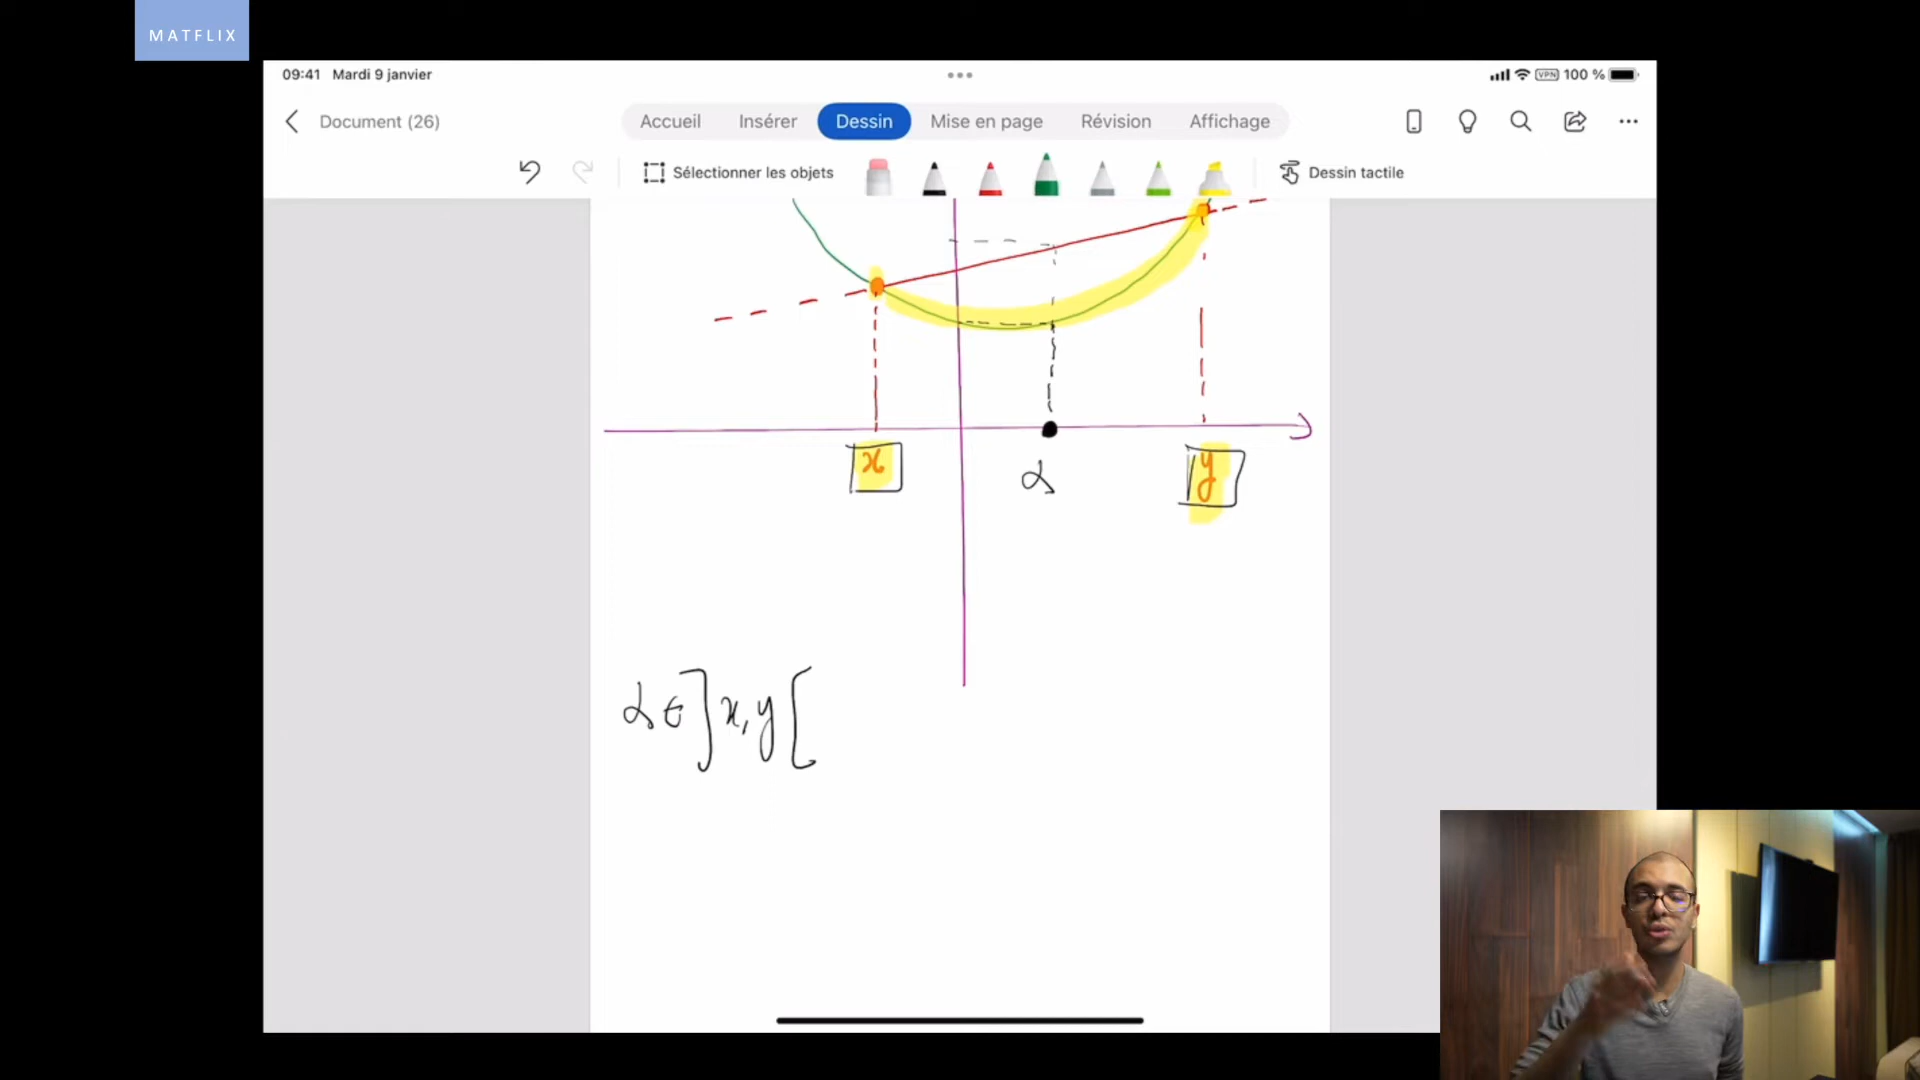 MATFLIX
09:41 Mardi 9 janvier
VPN 100 %
Document (26)
Accueil Insérer Dessin Mise en page Révision Affichage
Sélectionner les objets
Dessin tactile
x
α
y
α ∈ ]x, y[